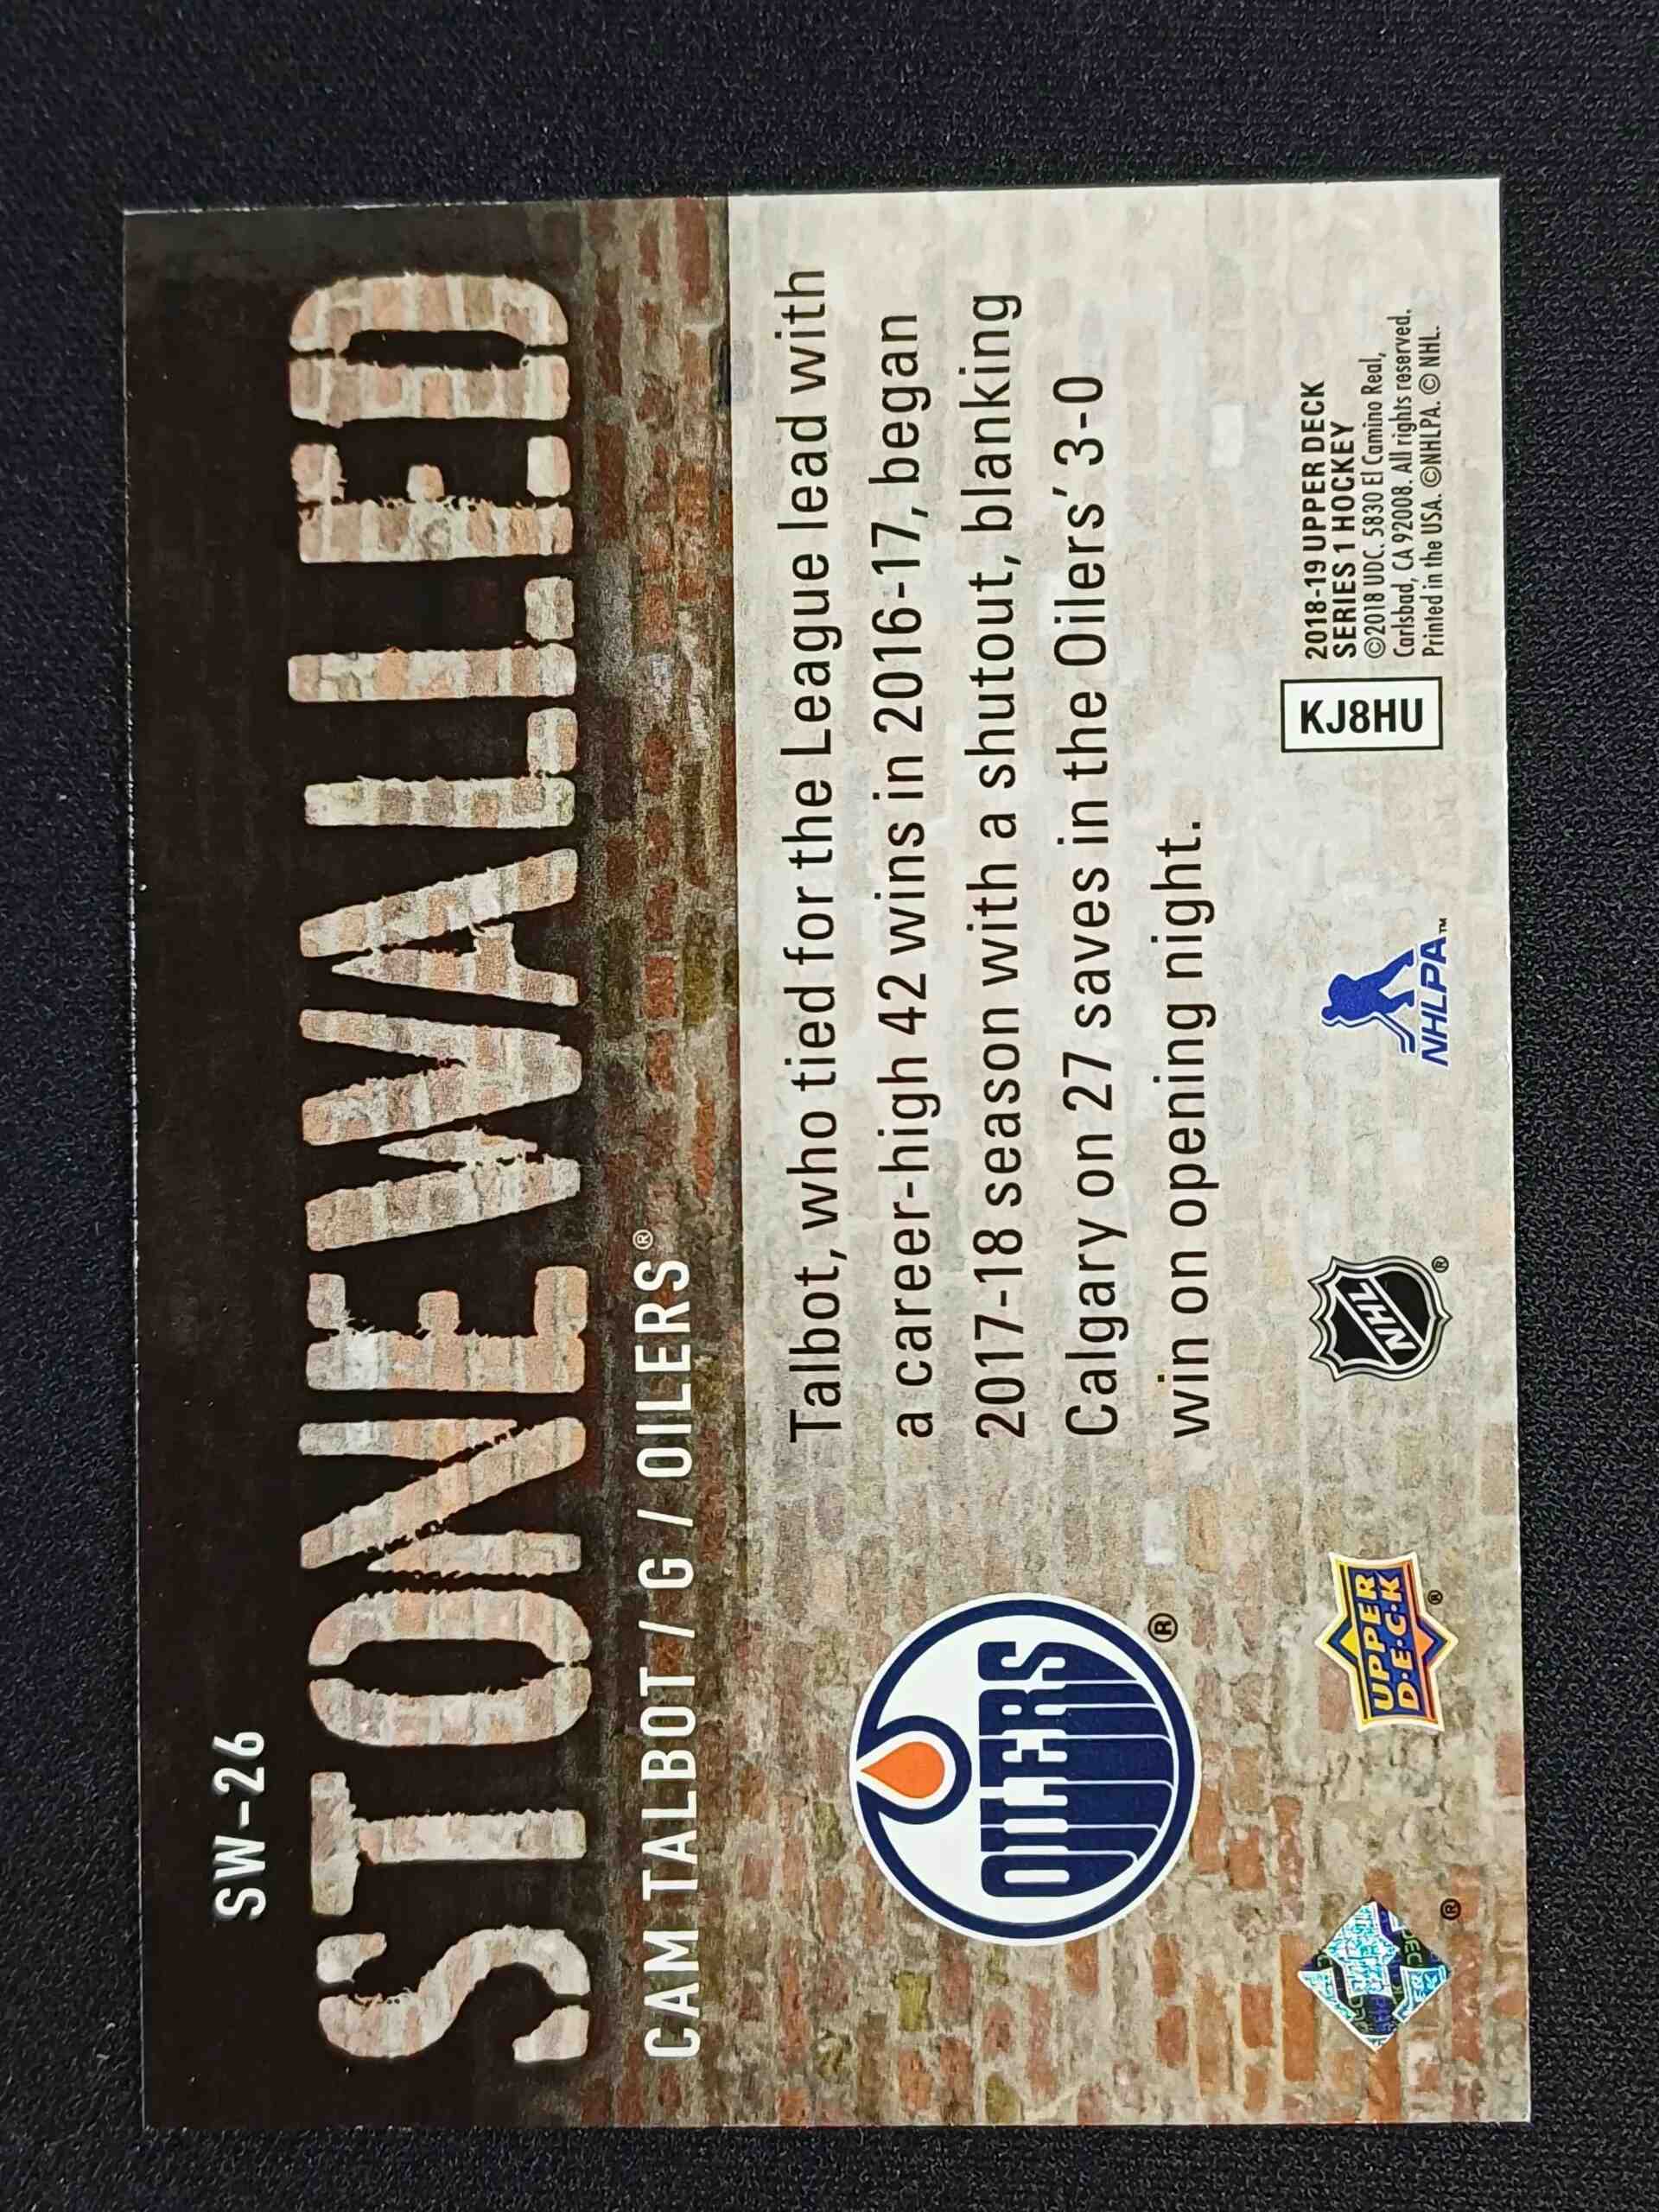 SW-26
STONEWALLED
CAM TALBOT / G / OILERS®
Talbot, who tied for the League lead with
a career-high 42 wins in 2016-17, began
2017-18 season with a shutout, blanking
Calgary on 27 saves in the Oilers' 3-0
win on opening night.
OILERS
®
UPPER
D·E·C·K
®
NHL
®
NHLPA™
KJ8HU
2018-19 UPPER DECK
SERIES 1 HOCKEY
©2018 UDC. 5830 El Camino Real,
Carlsbad, CA 92008. All rights reserved.
Printed in the USA. ©NHLPA. © NHL.
®